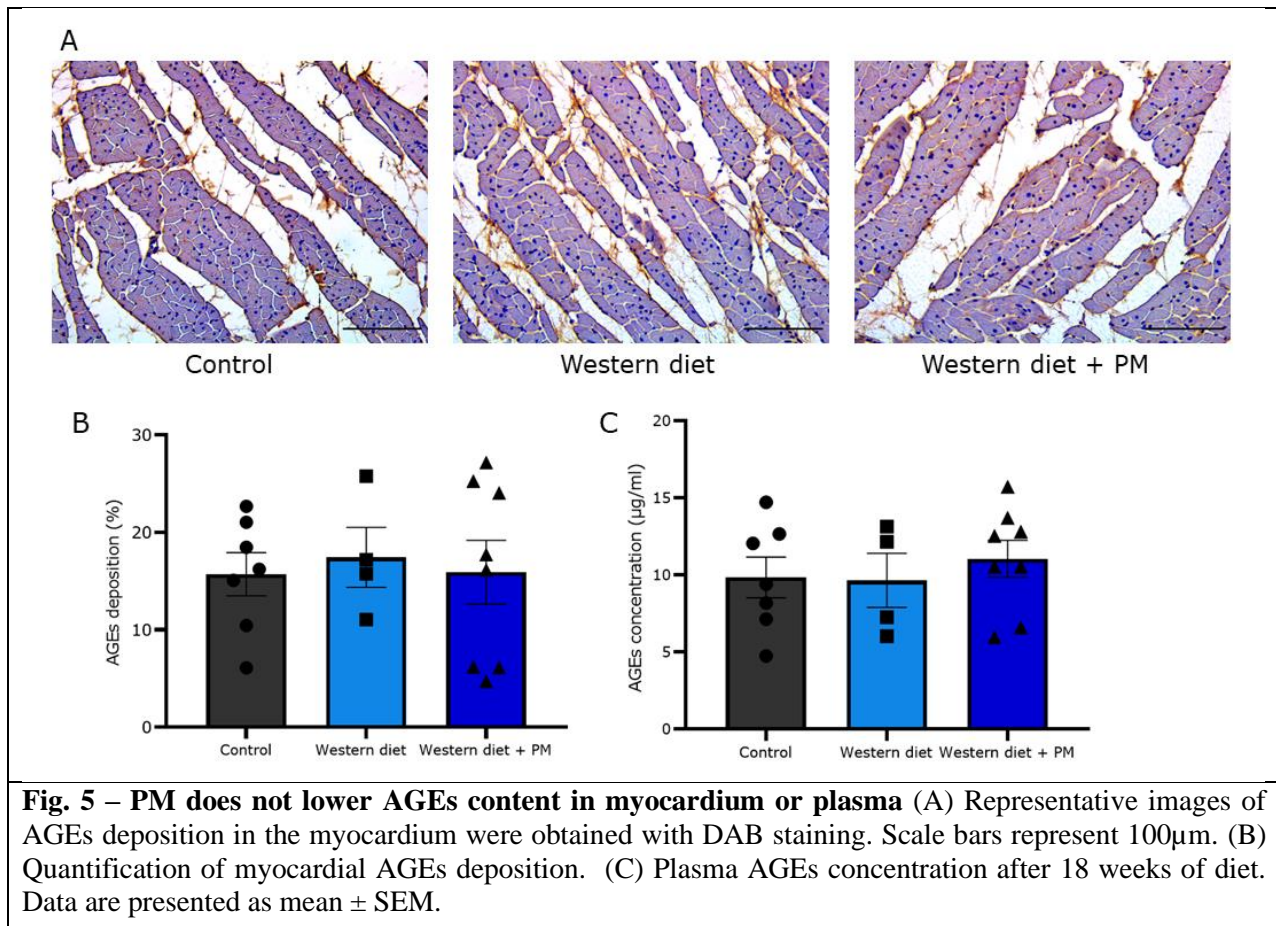 A
Control
Western diet
Western diet + PM
B
30
20
10
0
AGEs deposition (%)
Control
Western diet
Western diet + PM
C
20
15
10
5
0
AGEs concentration (µg/ml)
Control
Western diet
Western diet + PM
Fig. 5 – PM does not lower AGEs content in myocardium or plasma (A) Representative images of
AGEs deposition in the myocardium were obtained with DAB staining. Scale bars represent 100µm. (B)
Quantification of myocardial AGEs deposition. (C) Plasma AGEs concentration after 18 weeks of diet.
Data are presented as mean ± SEM.